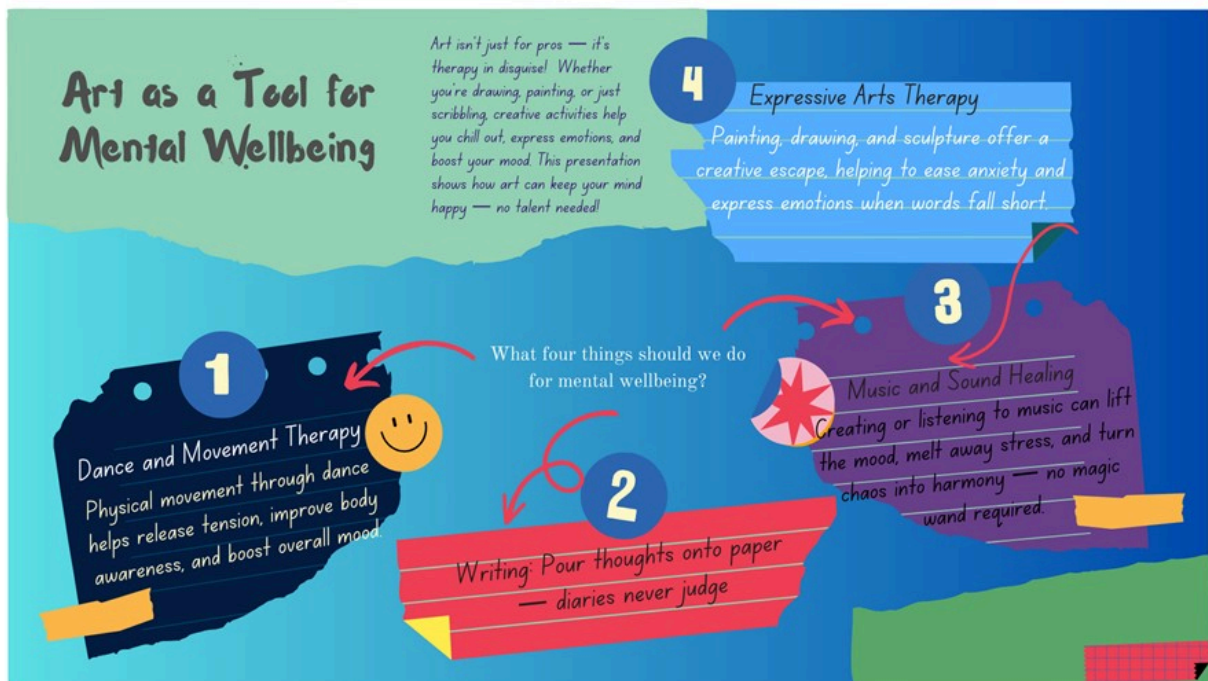 Art as a Tool for
Mental Wellbeing
Art isn't just for pros — it's
therapy in disguise! Whether
you're drawing, painting, or just
scribbling, creative activities help
you chill out, express emotions, and
boost your mood. This presentation
shows how art can keep your mind
happy — no talent needed!
4
Expressive Arts Therapy
Painting, drawing, and sculpture offer a
creative escape, helping to ease anxiety and
express emotions when words fall short.
What four things should we do
for mental wellbeing?
1
Dance and Movement Therapy
Physical movement through dance
helps release tension, improve body
awareness, and boost overall mood.
2
Writing: Pour thoughts onto paper
— diaries never judge
3
Music and Sound Healing
Creating or listening to music can lift
the mood, melt away stress, and turn
chaos into harmony — no magic
wand required.